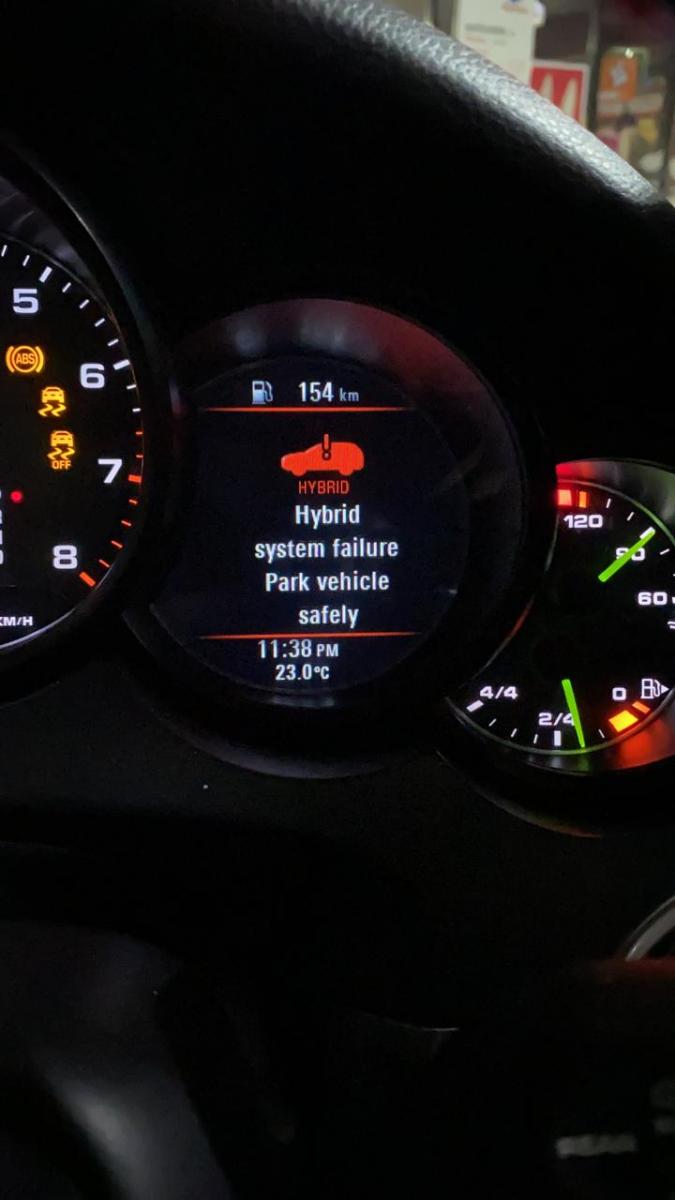 5
ABS
6
OFF
7
8
KM/H
154 km
HYBRID
Hybrid
system failure
Park vehicle
safely
11:38 PM
23.0°C
120
90
60
4/4
2/4
0